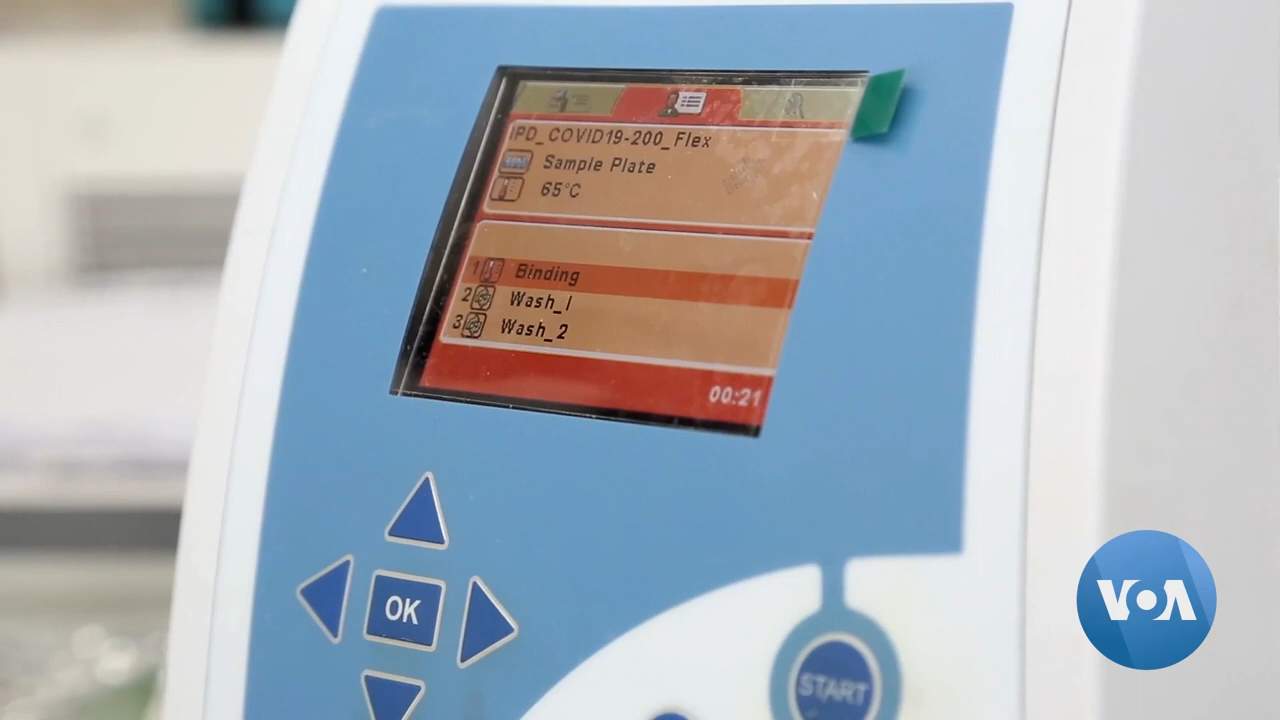 IPD_COVID19-200_Flex
Sample Plate
65°C
1 Binding
2 Wash_1
3 Wash_2
00:21
OK
START
VOA